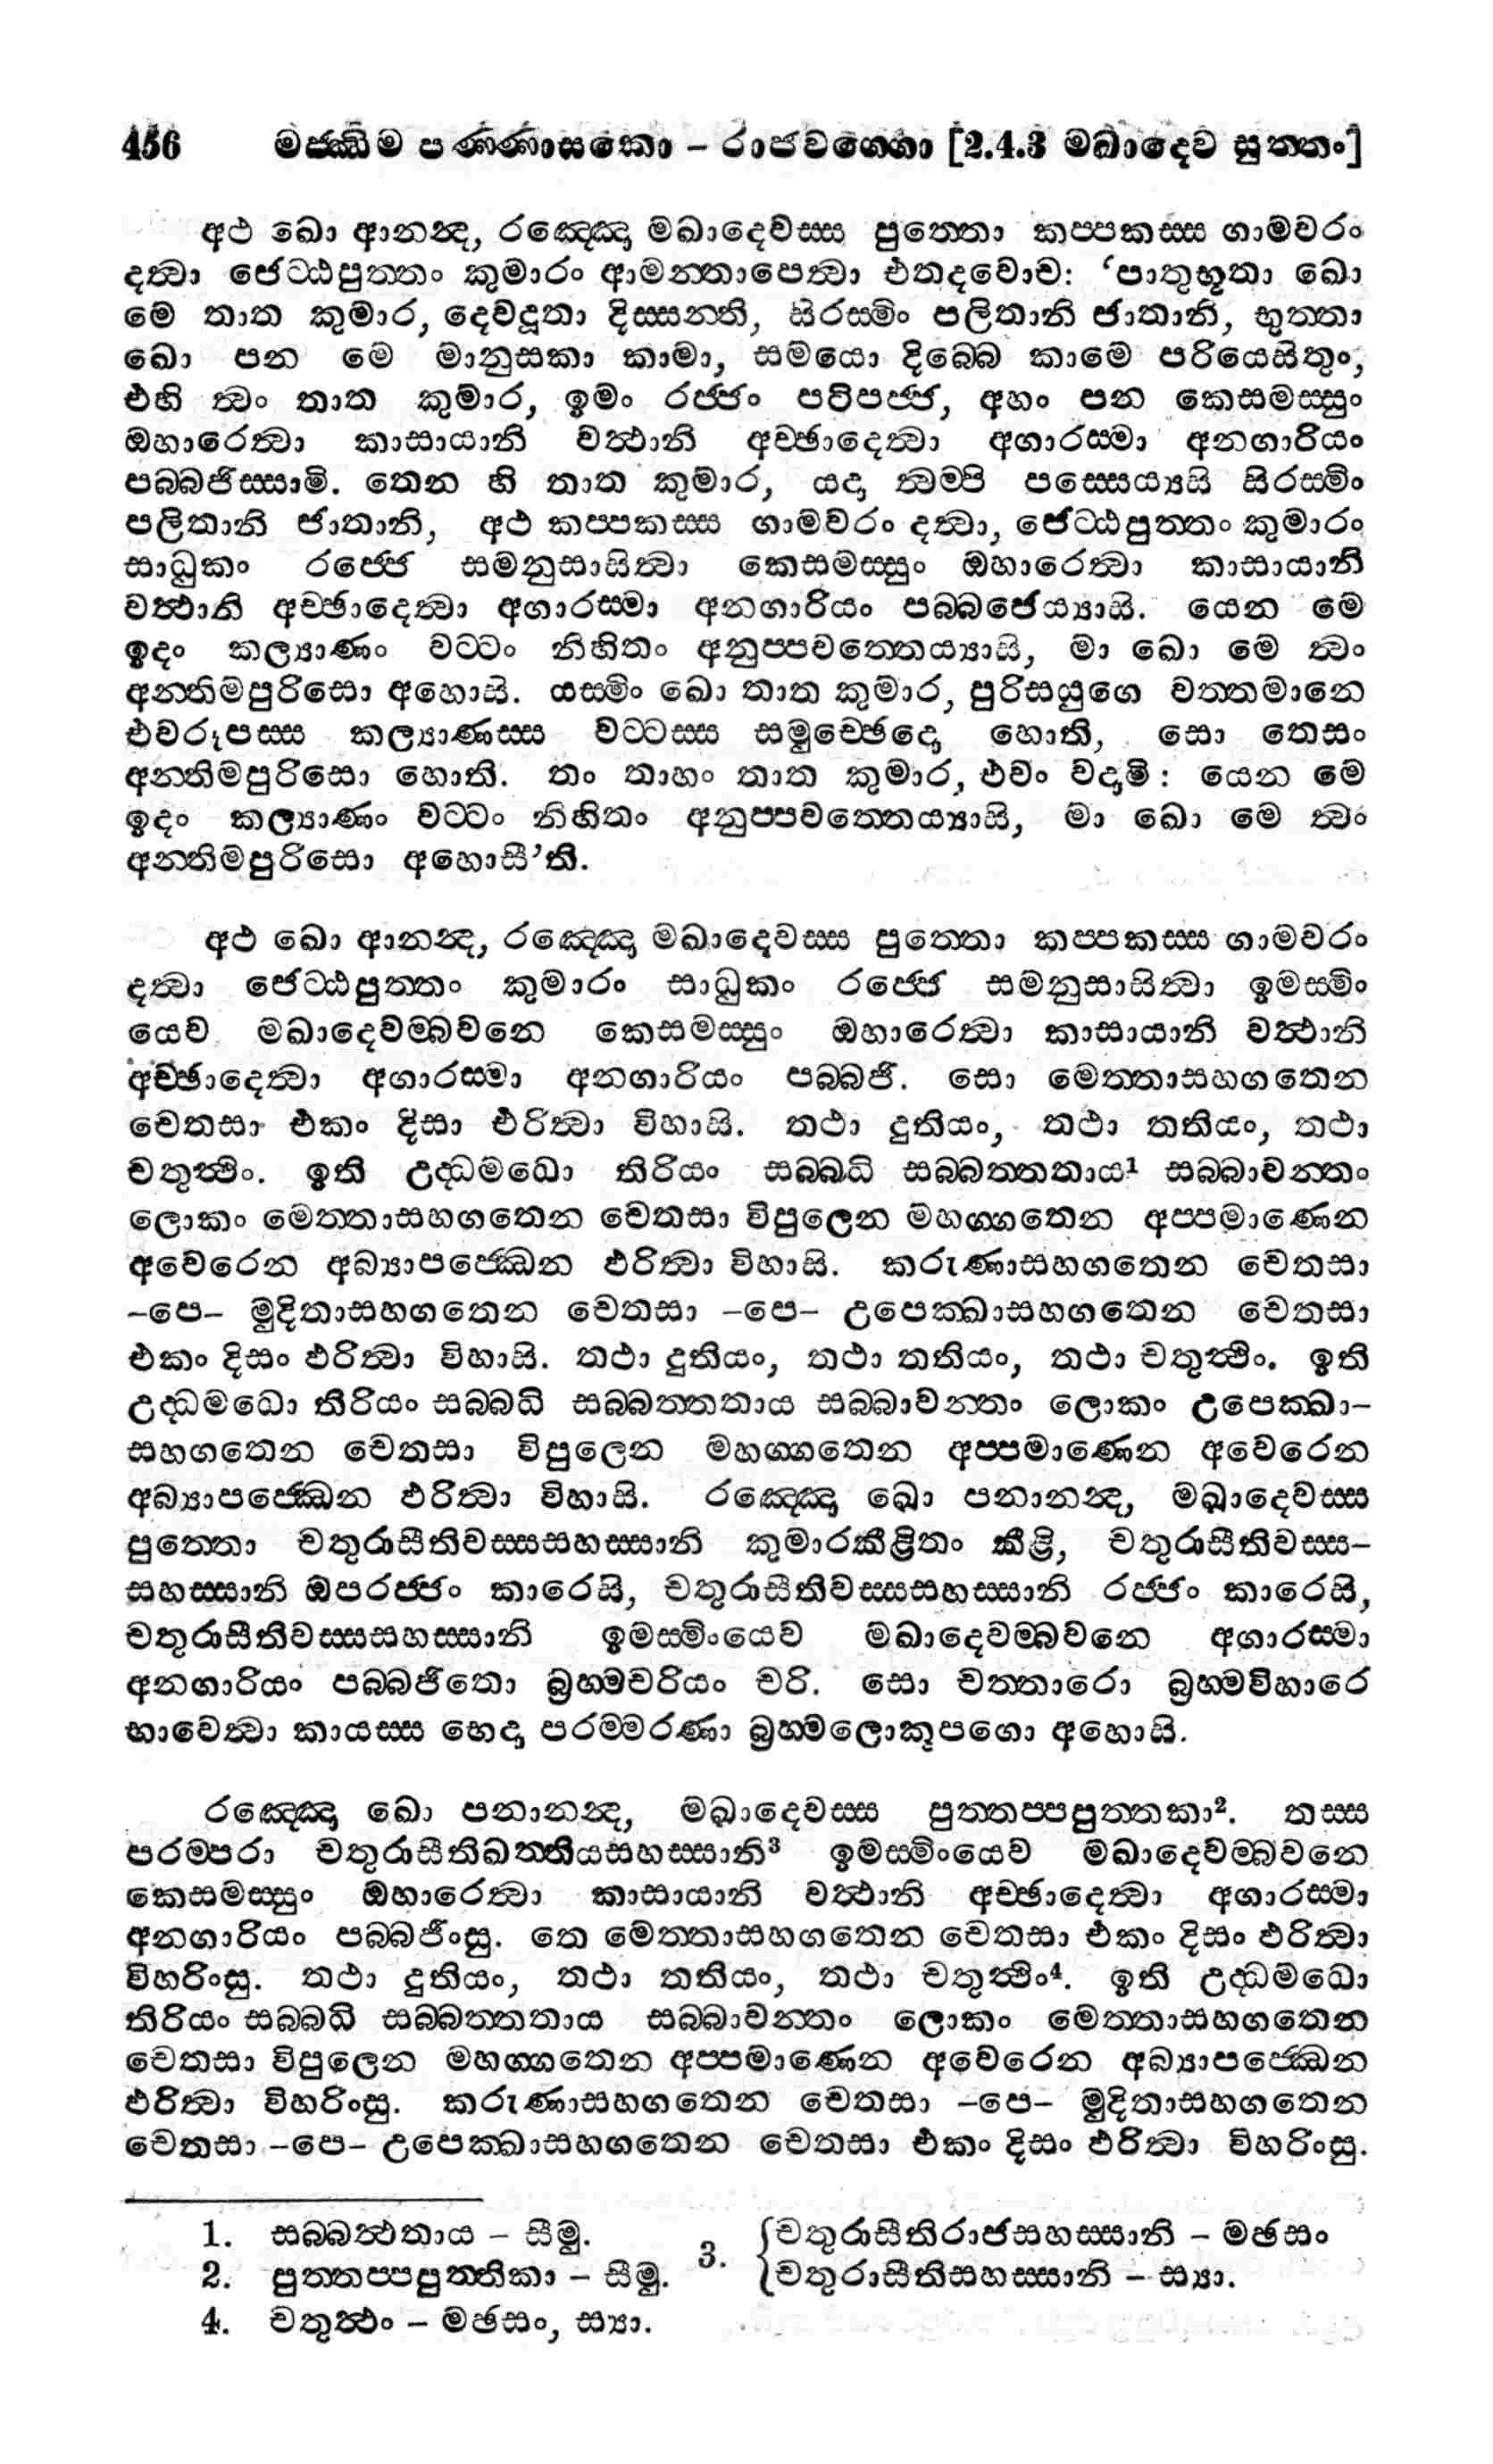 456 මජ්ඣිම පණ්ණාසකො – රාජවග්ගො [2.4.3 මඛාදෙව සුත්තං]
අථ ඛො ආනන්ද, රඤ්ඤො මඛාදෙවස්ස පුත්තො කප්පකස්ස ගාමවරං
දත්වා ජෙට්ඨපුත්තං කුමාරං ආමන්තාපෙත්වා එතදවොච: ‘පාතුභූතා ඛො
මෙ තාත කුමාර, දෙවදූතා දිස්සන්ති, සිරස්මිං පලිතානි ජාතානි, භුත්තා
ඛො පන මෙ මානුසකා කාමා, සමයො දිබ්බෙ කාමෙ පරියෙසිතුං,
එහි ත්වං තාත කුමාර, ඉමං රජ්ජං පටිපජ්ජ, අහං පන කෙසමස්සුං
ඔහාරෙත්වා කාසායානි වත්ථානි අච්ඡාදෙත්වා අගාරස්මා අනගාරියං
පබ්බජිස්සාමි. තෙන හි තාත කුමාර, යදා ත්වම්පි පස්සෙය්‍යාසි සිරස්මිං
පලිතානි ජාතානි, අථ කප්පකස්ස ගාමවරං දත්වා, ජෙට්ඨපුත්තං කුමාරං
සාධුකං රජ්ජෙ සමනුසාසිත්වා කෙසමස්සුං ඔහාරෙත්වා කාසායානි
වත්ථානි අච්ඡාදෙත්වා අගාරස්මා අනගාරියං පබ්බජෙය්‍යාසි. යෙන මෙ
ඉදං කල්‍යාණං වට්ටං නිහිතං අනුප්පවත්තෙය්‍යාසි, මා ඛො මෙ ත්වං
අන්තිමපුරිසො අහොසි. යස්මිං ඛො තාත කුමාර, පුරිසයුගෙ වත්තමානෙ
එවරූපස්ස කල්‍යාණස්ස වට්ටස්ස සමුච්ඡෙදො හොති, සො තෙසං
අන්තිමපුරිසො හොති. තං තාහං තාත කුමාර, එවං වදාමි: යෙන මෙ
ඉදං කල්‍යාණං වට්ටං නිහිතං අනුප්පවත්තෙය්‍යාසි, මා ඛො මෙ ත්වං
අන්තිමපුරිසො අහොසී’ති.
අථ ඛො ආනන්ද, රඤ්ඤො මඛාදෙවස්ස පුත්තො කප්පකස්ස ගාමවරං
දත්වා ජෙට්ඨපුත්තං කුමාරං සාධුකං රජ්ජෙ සමනුසාසිත්වා ඉමස්මිං
යෙව මඛාදෙවම්බවනෙ කෙසමස්සුං ඔහාරෙත්වා කාසායානි වත්ථානි
අච්ඡාදෙත්වා අගාරස්මා අනගාරියං පබ්බජි. සො මෙත්තාසහගතෙන
චෙතසා එකං දිසා ඵරිත්වා විහාසි. තථා දුතියං, තථා තතියං, තථා
චතුත්ථිං. ඉති උද්ධමධො තිරියං සබ්බධි සබ්බත්තතාය¹ සබ්බාවන්තං
ලොකං මෙත්තාසහගතෙන චෙතසා විපුලෙන මහග්ගතෙන අප්පමාණෙන
අවෙරෙන අබ්‍යාපජ්ඣෙන ඵරිත්වා විහාසි. කරුණාසහගතෙන චෙතසා
–පෙ– මුදිතාසහගතෙන චෙතසා –පෙ– උපෙක්ඛාසහගතෙන චෙතසා
එකං දිසං ඵරිත්වා විහාසි. තථා දුතියං, තථා තතියං, තථා චතුත්ථිං. ඉති
උද්ධමධො තිරියං සබ්බධි සබ්බත්තතාය සබ්බාවන්තං ලොකං උපෙක්ඛා–
සහගතෙන චෙතසා විපුලෙන මහග්ගතෙන අප්පමාණෙන අවෙරෙන
අබ්‍යාපජ්ඣෙන ඵරිත්වා විහාසි. රඤ්ඤො ඛො පනානන්ද, මඛාදෙවස්ස
පුත්තො චතුරාසීතිවස්සසහස්සානි කුමාරකීළිතං කීළි, චතුරාසීතිවස්ස–
සහස්සානි ඔපරජ්ජං කාරෙසි, චතුරාසීතිවස්සසහස්සානි රජ්ජං කාරෙසි,
චතුරාසීතිවස්සසහස්සානි ඉමස්මිංයෙව මඛාදෙවම්බවනෙ අගාරස්මා
අනගාරියං පබ්බජිතො බ්‍රහ්මචරියං චරි. සො චත්තාරො බ්‍රහ්මවිහාරෙ
භාවෙත්වා කායස්ස භෙදා පරම්මරණා බ්‍රහ්මලොකූපගො අහොසි.
රඤ්ඤො ඛො පනානන්ද, මඛාදෙවස්ස පුත්තප්පපුත්තකා². තස්ස
පරම්පරා චතුරාසීතිඛත්තියසහස්සානි³ ඉමස්මිංයෙව මඛාදෙවම්බවනෙ
කෙසමස්සුං ඔහාරෙත්වා කාසායානි වත්ථානි අච්ඡාදෙත්වා අගාරස්මා
අනගාරියං පබ්බජිංසු. තෙ මෙත්තාසහගතෙන චෙතසා එකං දිසං ඵරිත්වා
විහරිංසු. තථා දුතියං, තථා තතියං, තථා චතුත්ථිං⁴. ඉති උද්ධමධො
තිරියං සබ්බධි සබ්බත්තතාය සබ්බාවන්තං ලොකං මෙත්තාසහගතෙන
චෙතසා විපුලෙන මහග්ගතෙන අප්පමාණෙන අවෙරෙන අබ්‍යාපජ්ඣෙන
ඵරිත්වා විහරිංසු. කරුණාසහගතෙන චෙතසා –පෙ– මුදිතාසහගතෙන
චෙතසා –පෙ– උපෙක්ඛාසහගතෙන චෙතසා එකං දිසං ඵරිත්වා විහරිංසු.
1. සබ්බත්ථතාය – සීමු.
2. පුත්තප්පපුත්තිකා – සීමු.
3. {චතුරාසීතිරාජසහස්සානි – මඡසං
{චතුරාසීතිසහස්සානි – ස්‍යා.
4. චතුත්ථං – මඡසං, ස්‍යා.